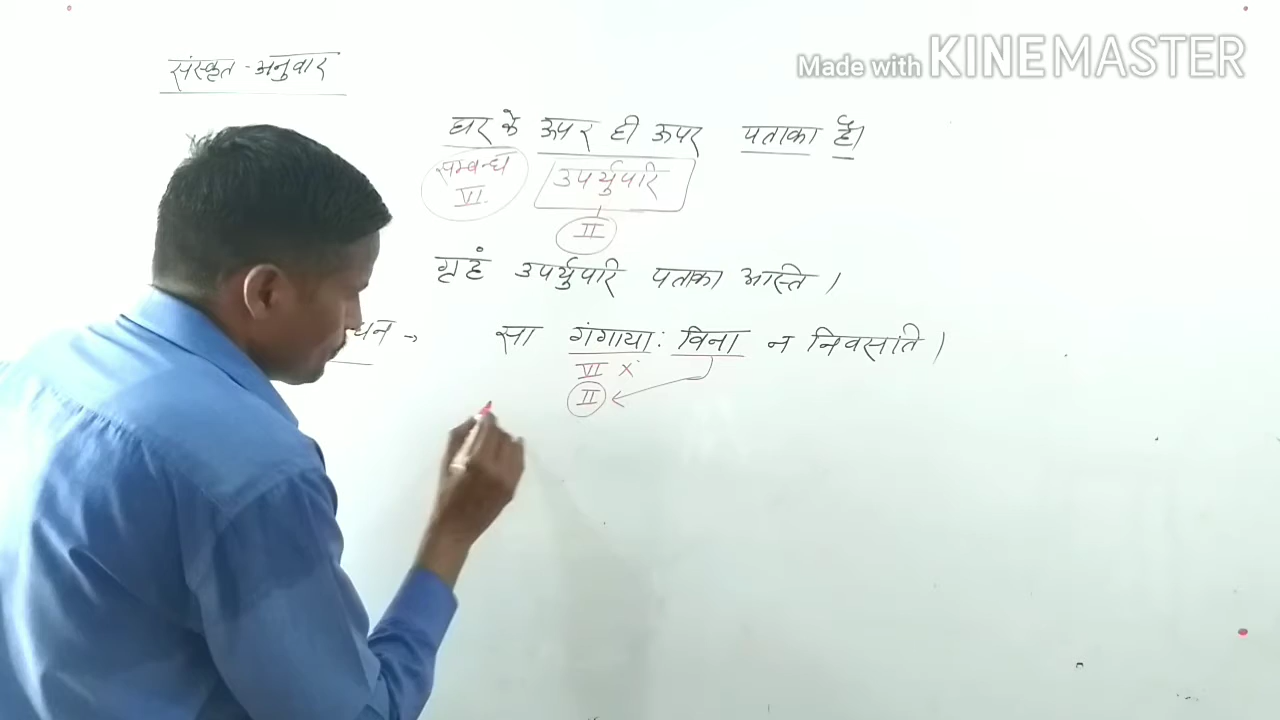 Made with KINEMASTER
संस्कृत - अनुवाद
घर के ऊपर ही ऊपर पताका है।
सम्बन्ध उपर्युपरि
VI
II
गृहं उपर्युपरि पताका अस्ति।
→ सा गंगायाः विना न निवसति।
VI ×
II